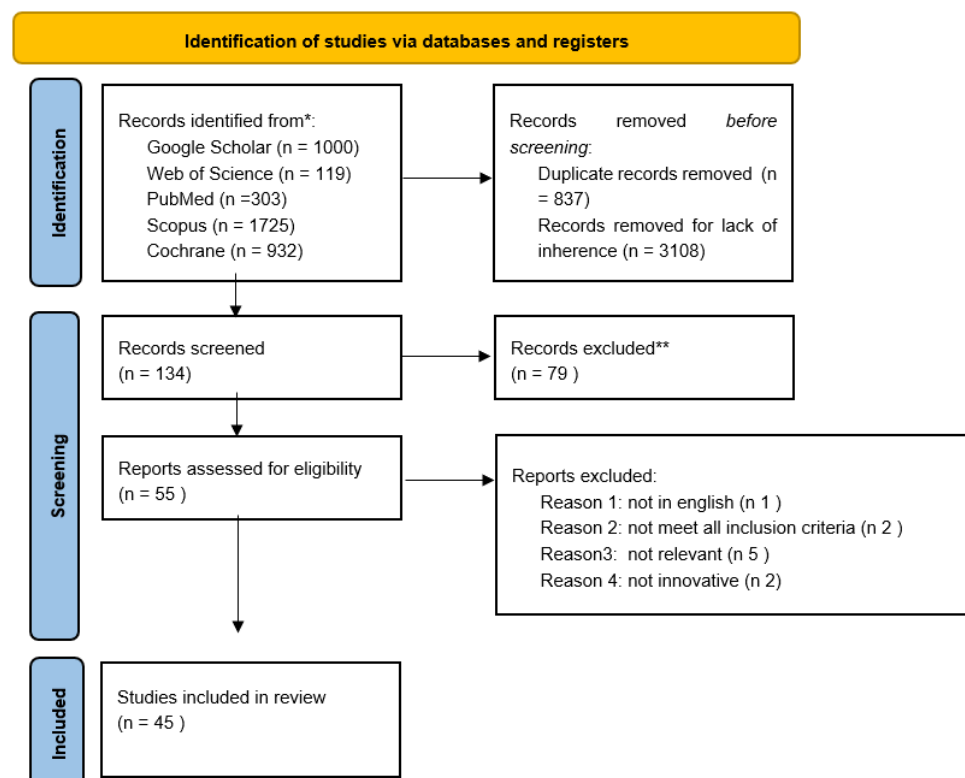 Identification of studies via databases and registers
Identification
Records identified from*:
Google Scholar (n = 1000)
Web of Science (n = 119)
PubMed (n =303)
Scopus (n = 1725)
Cochrane (n = 932)
Records removed before
screening:
Duplicate records removed (n
= 837)
Records removed for lack of
inherence (n = 3108)
Screening
Records screened
(n = 134)
Records excluded**
(n = 79 )
Reports assessed for eligibility
(n = 55 )
Reports excluded:
Reason 1: not in english (n 1 )
Reason 2: not meet all inclusion criteria (n 2 )
Reason3: not relevant (n 5 )
Reason 4: not innovative (n 2)
Included
Studies included in review
(n = 45 )